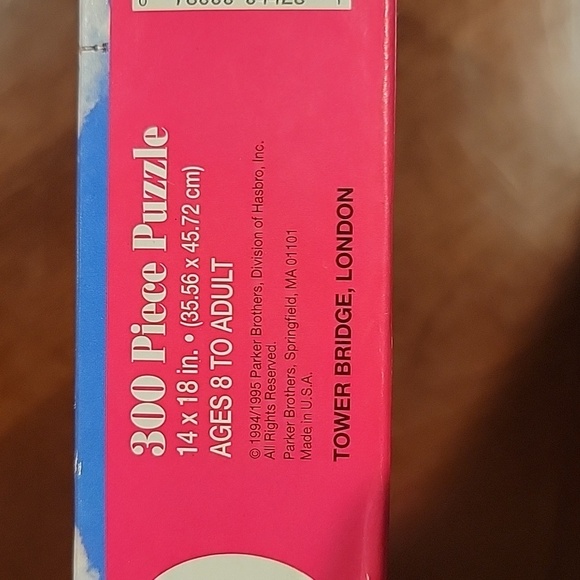 300 Piece Puzzle
14 x 18 in. • (35.56 x 45.72 cm)
AGES 8 TO ADULT
© 1994/1995 Parker Brothers, Division of Hasbro, Inc.
All Rights Reserved.
Parker Brothers, Springfield, MA 01101
Made in U.S.A.
TOWER BRIDGE, LONDON